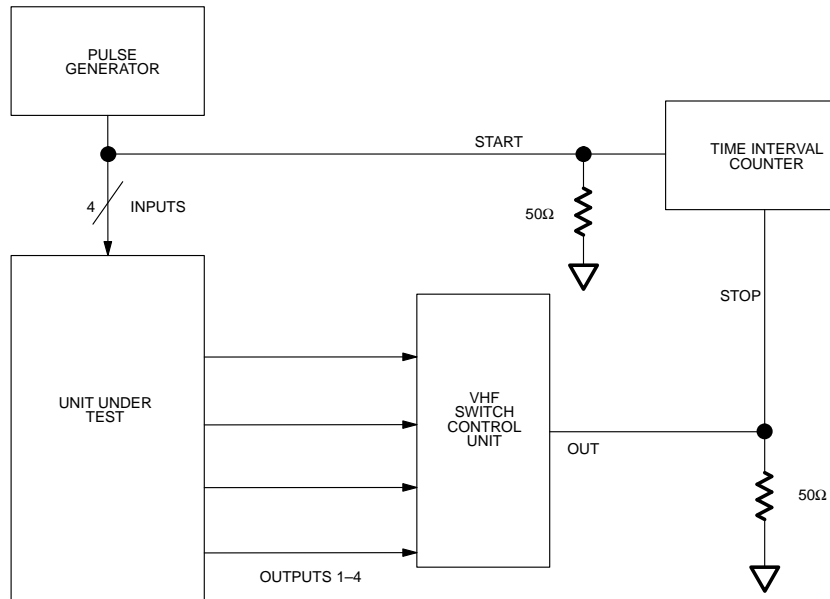 PULSE
GENERATOR
START
TIME INTERVAL
COUNTER
4
INPUTS
50Ω
STOP
UNIT UNDER
TEST
VHF
SWITCH
CONTROL
UNIT
OUT
50Ω
OUTPUTS 1–4